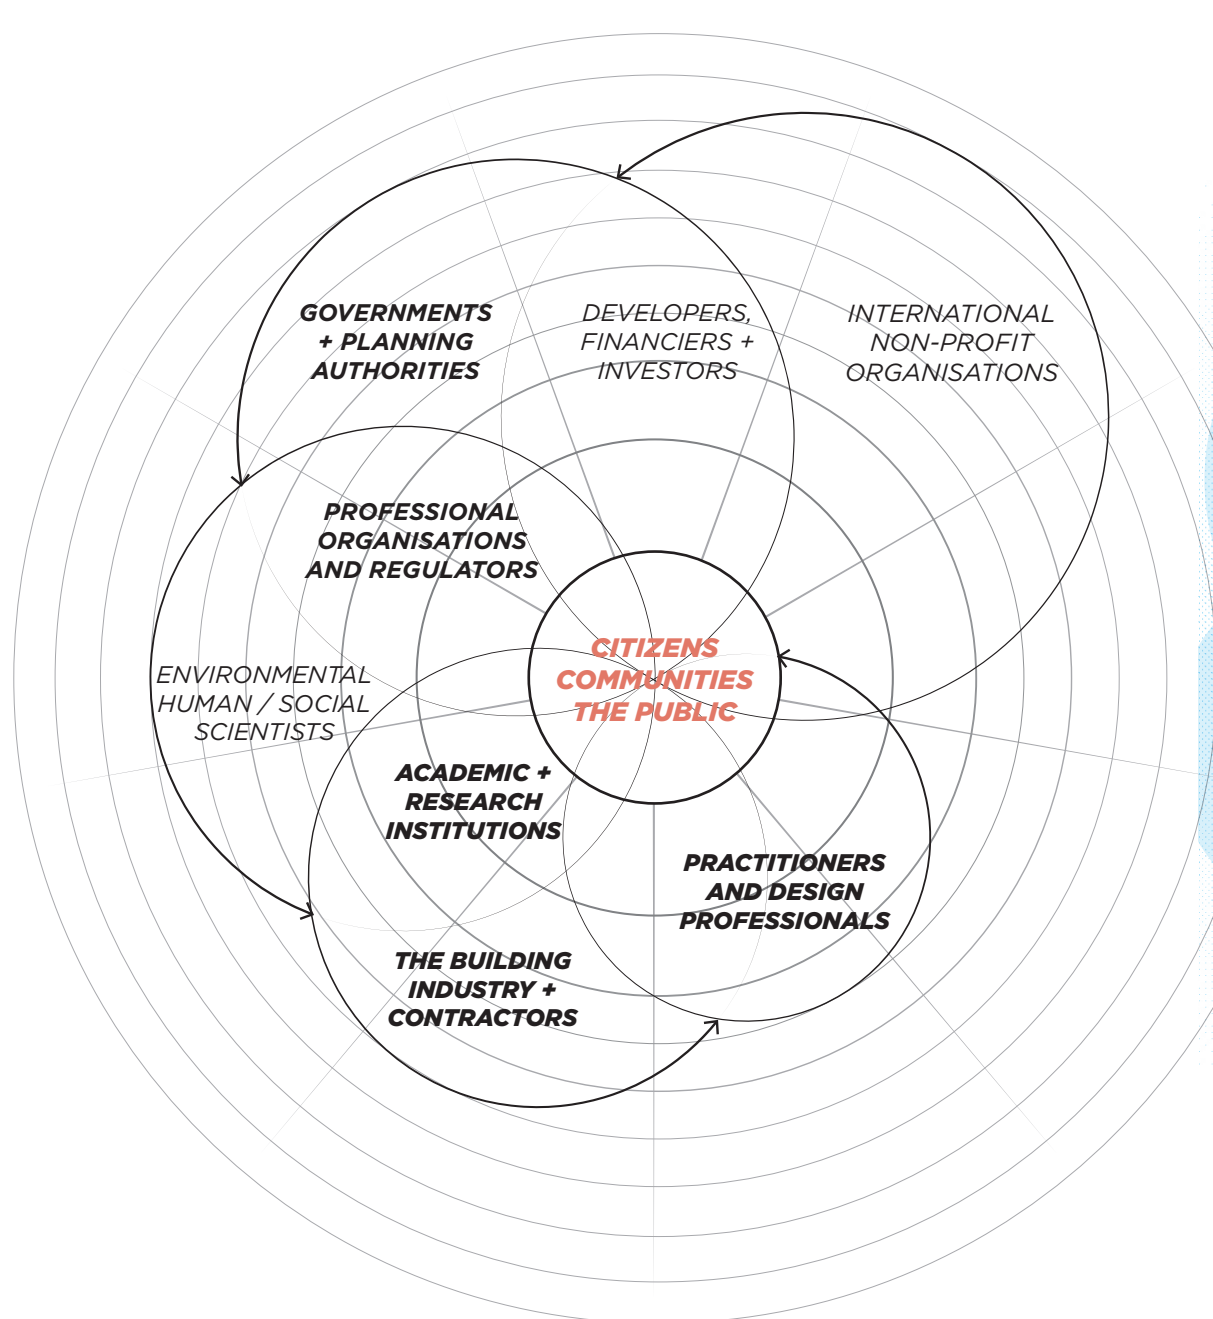 GOVERNMENTS
+ PLANNING
AUTHORITIES
DEVELOPERS,
FINANCIERS +
INVESTORS
INTERNATIONAL
NON-PROFIT
ORGANISATIONS
PROFESSIONAL
ORGANISATIONS
AND REGULATORS
CITIZENS
COMMUNITIES
THE PUBLIC
ENVIRONMENTAL
HUMAN / SOCIAL
SCIENTISTS
ACADEMIC +
RESEARCH
INSTITUTIONS
PRACTITIONERS
AND DESIGN
PROFESSIONALS
THE BUILDING
INDUSTRY +
CONTRACTORS